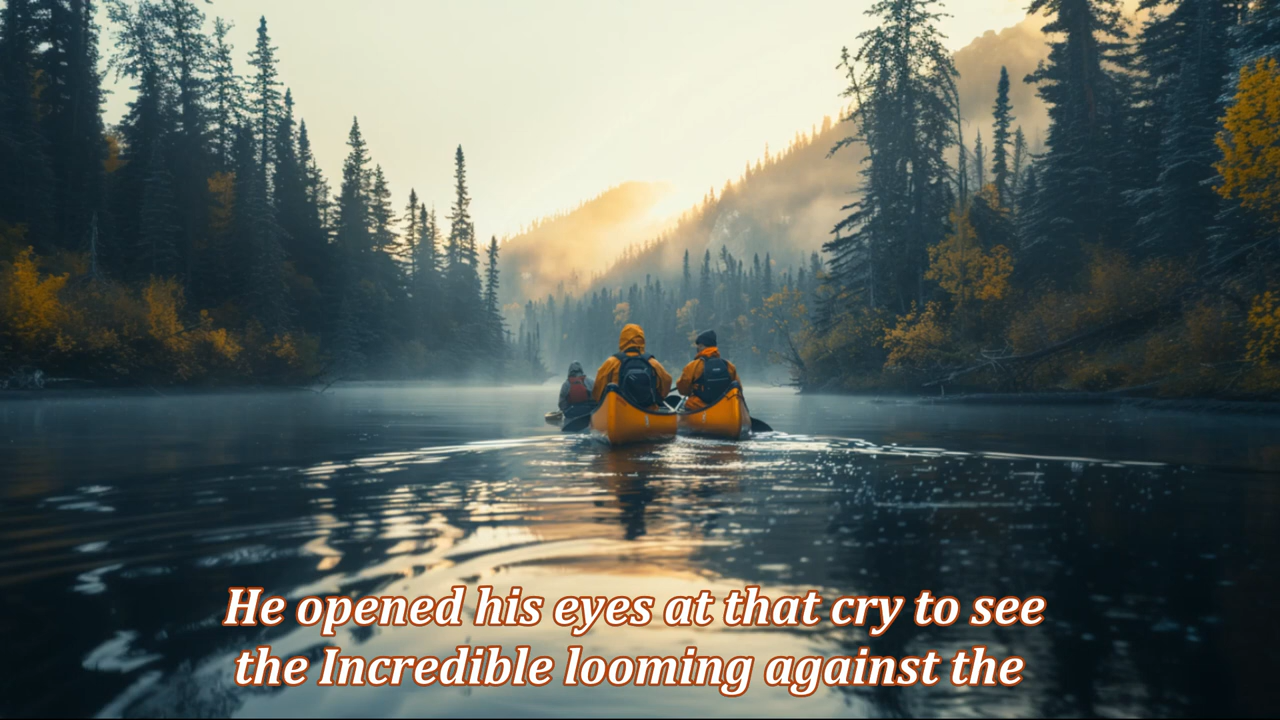 He opened his eyes at that cry to see
the Incredible looming against the